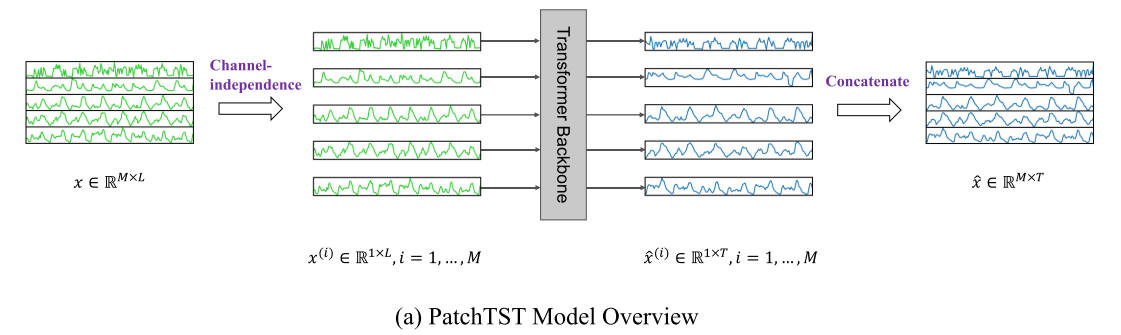 Channel-
independence
Transformer Backbone
Concatenate
x ∈ ℝ^{M×L}
x̂ ∈ ℝ^{M×T}
x^{(i)} ∈ ℝ^{1×L}, i = 1, …, M
x̂^{(i)} ∈ ℝ^{1×T}, i = 1, …, M
(a) PatchTST Model Overview